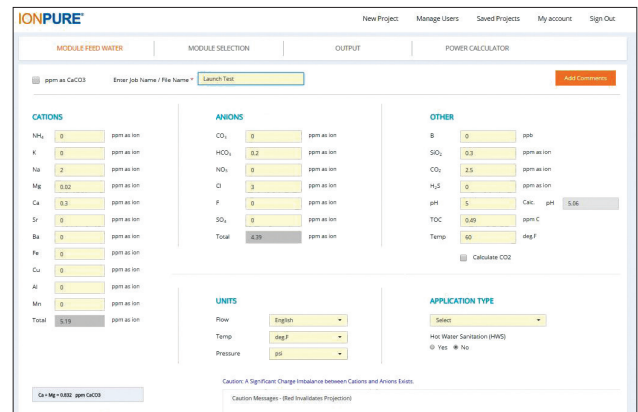 IONPURE®
New Project Manage Users Saved Projects My account Sign Out
MODULE FEED WATER MODULE SELECTION OUTPUT POWER CALCULATOR
ppm as CaCO3 Enter Job Name / File Name * Launch Test Add Comments
CATIONS
NH₄ 0 ppm as ion
K 0 ppm as ion
Na 2 ppm as ion
Mg 0.02 ppm as ion
Ca 0.3 ppm as ion
Sr 0 ppm as ion
Ba 0 ppm as ion
Fe 0 ppm as ion
Cu 0 ppm as ion
Al 0 ppm as ion
Mn 0 ppm as ion
Total 5.19 ppm as ion
ANIONS
CO₃ 0 ppm as ion
HCO₃ 0.2 ppm as ion
NO₃ 0 ppm as ion
Cl 3 ppm as ion
F 0 ppm as ion
SO₄ 0 ppm as ion
Total 4.39 ppm as ion
OTHER
B 0 ppb
SiO₂ 0.3 ppm as ion
CO₂ 2.5 ppm as ion
H₂S 0 ppm as ion
pH 5 Calc. pH 5.06
TOC 0.49 ppm C
Temp 60 deg.F
Calculate CO2
UNITS
Flow English
Temp deg.F
Pressure psi
APPLICATION TYPE
Select
Hot Water Sanitation (HWS)
Yes No
Caution: A Significant Charge Imbalance between Cations and Anions Exists.
Ca + Mg = 0.832 ppm CaCO3
Caution Messages - (Red Invalidates Projection)